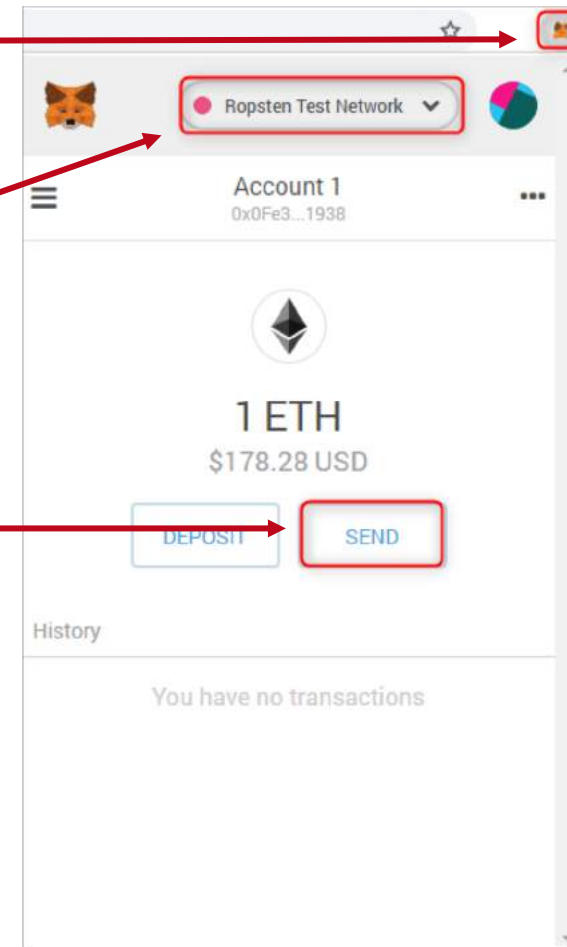 Ropsten Test Network
Account 1
0x0Fe3...1938
1 ETH
$178.28 USD
DEPOSIT
SEND
History
You have no transactions